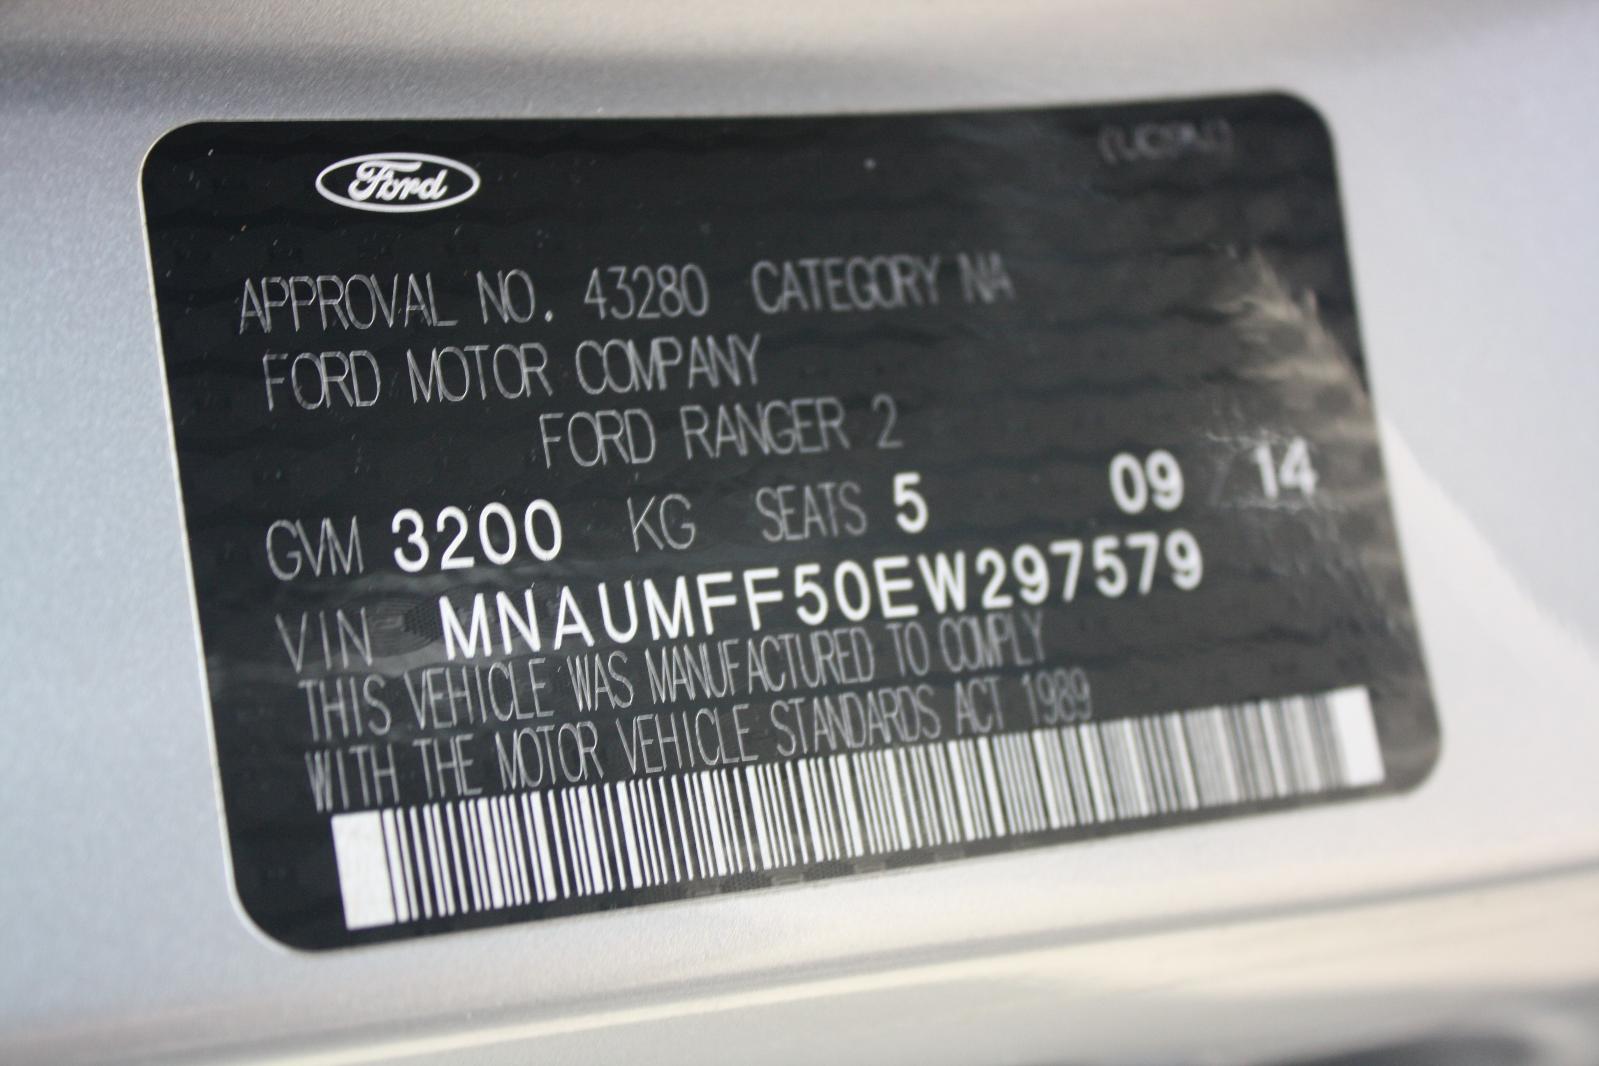 Ford
APPROVAL NO. 43280 CATEGORY NA
FORD MOTOR COMPANY
FORD RANGER 2
GVM 3200 KG SEATS 5 09 / 14
VIN MNAUMFF50EW297579
THIS VEHICLE WAS MANUFACTURED TO COMPLY
WITH THE MOTOR VEHICLE STANDARDS ACT 1989